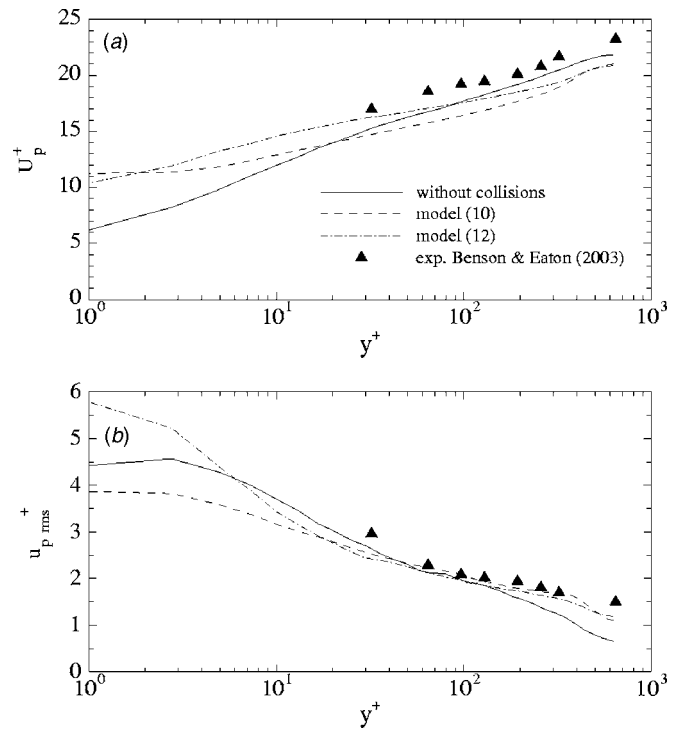 (a)
25
20
15
10
5
0
U_p^+
without collisions
model (10)
model (12)
exp. Benson & Eaton (2003)
10^0 10^1 10^2 10^3
y^+
(b)
6
5
4
3
2
1
0
u_p rms^+
10^0 10^1 10^2 10^3
y^+